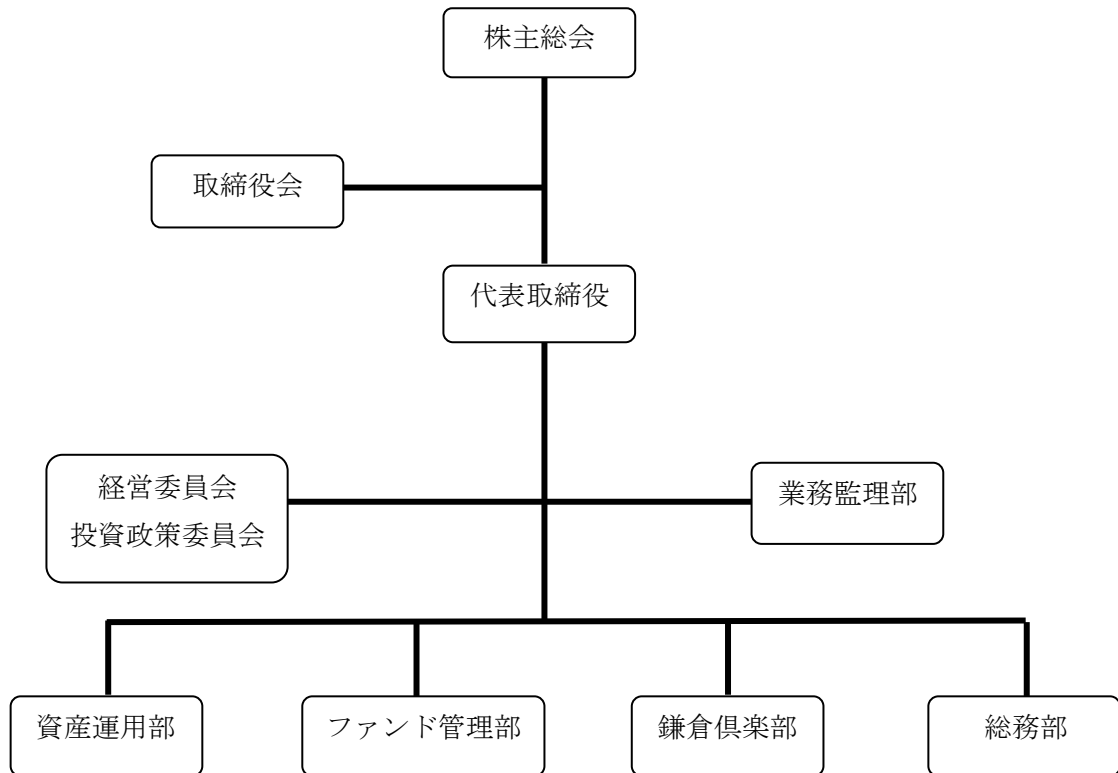 株主総会
取締役会
代表取締役
経営委員会
投資政策委員会
業務監理部
資産運用部
ファンド管理部
鎌倉倶楽部
総務部